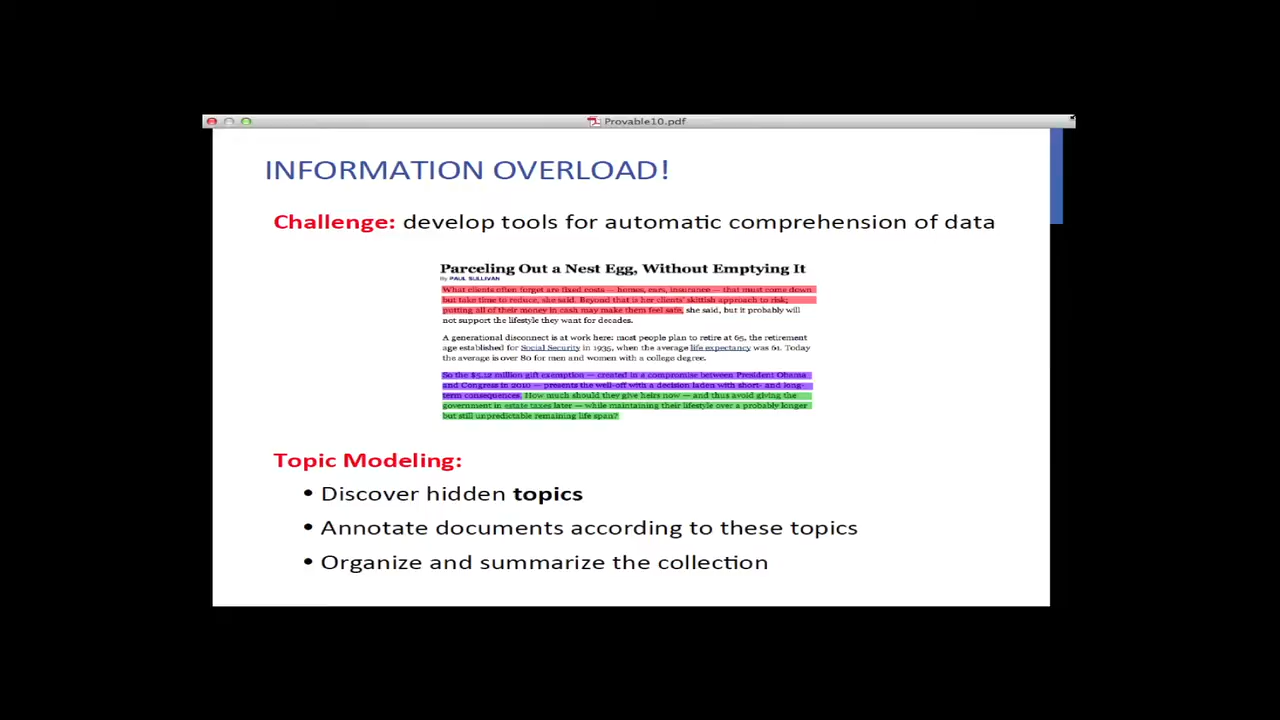 Provable10.pdf
INFORMATION OVERLOAD!
Challenge: develop tools for automatic comprehension of data
Parceling Out a Nest Egg, Without Emptying It
By PAUL SULLIVAN
What clients often forget are fixed costs — homes, cars, insurance — that must come down
but take time to reduce, she said. Beyond that is her clients' skittish approach to risk;
putting all of their money in cash may make them feel safe, she said, but it probably will
not support the lifestyle they want for decades.
A generational disconnect is at work here: most people plan to retire at 65, the retirement
age established for Social Security in 1935, when the average life expectancy was 61. Today
the average is over 80 for men and women with a college degree.
So the $5.12 million gift exemption — created in a compromise between President Obama
and Congress in 2010 — presents the well-off with a decision laden with short- and long-
term consequences. How much should they give heirs now — and thus avoid giving the
government in estate taxes later — while maintaining their lifestyle over a probably longer
but still unpredictable remaining life span?
Topic Modeling:
• Discover hidden topics
• Annotate documents according to these topics
• Organize and summarize the collection